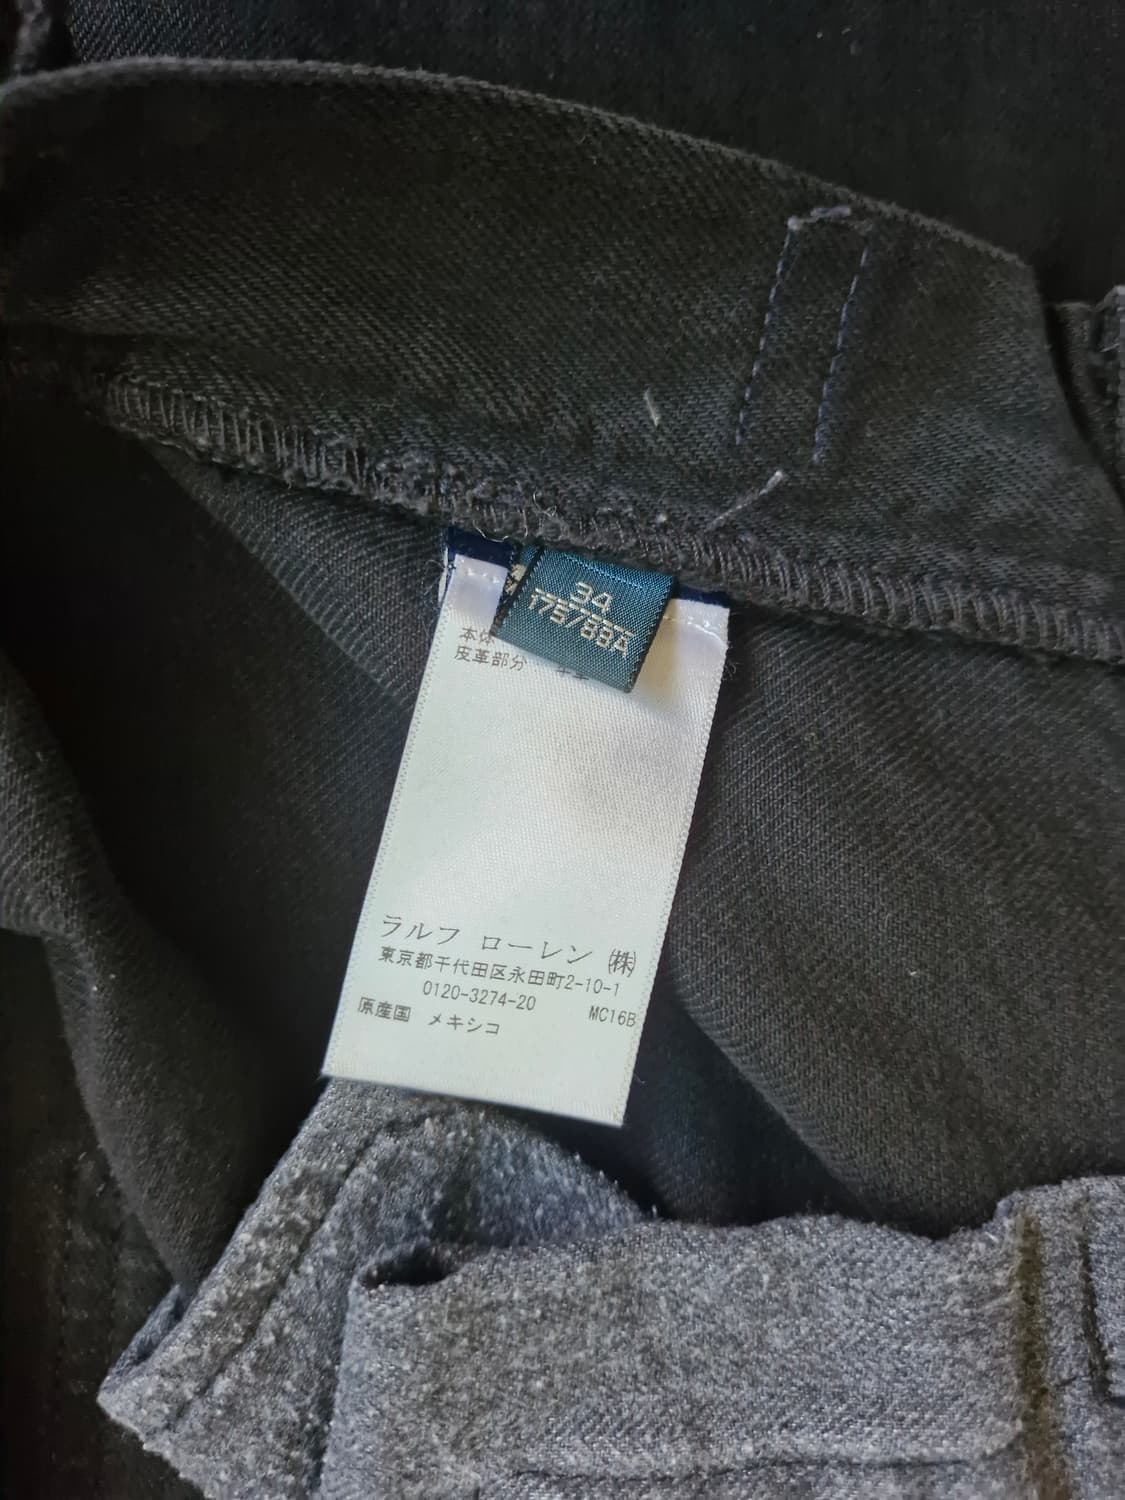 34
175/88A
本体
皮革部分
ラルフ ローレン ㈱
東京都千代田区永田町2-10-1
0120-3274-20
MC16B
原産国 メキシコ